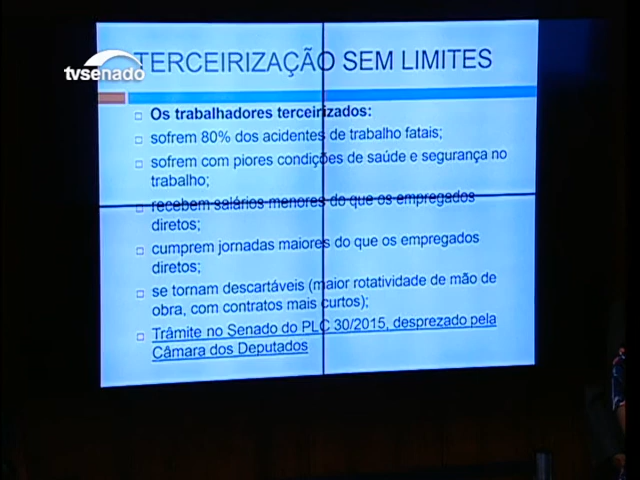 tvsenado
TERCEIRIZAÇÃO SEM LIMITES
Os trabalhadores terceirizados:
sofrem 80% dos acidentes de trabalho fatais;
sofrem com piores condições de saúde e segurança no
trabalho;
recebem salários menores do que os empregados
diretos;
cumprem jornadas maiores do que os empregados
diretos;
se tornam descartáveis (maior rotatividade de mão de
obra, com contratos mais curtos);
Trâmite no Senado do PLC 30/2015, desprezado pela
Câmara dos Deputados